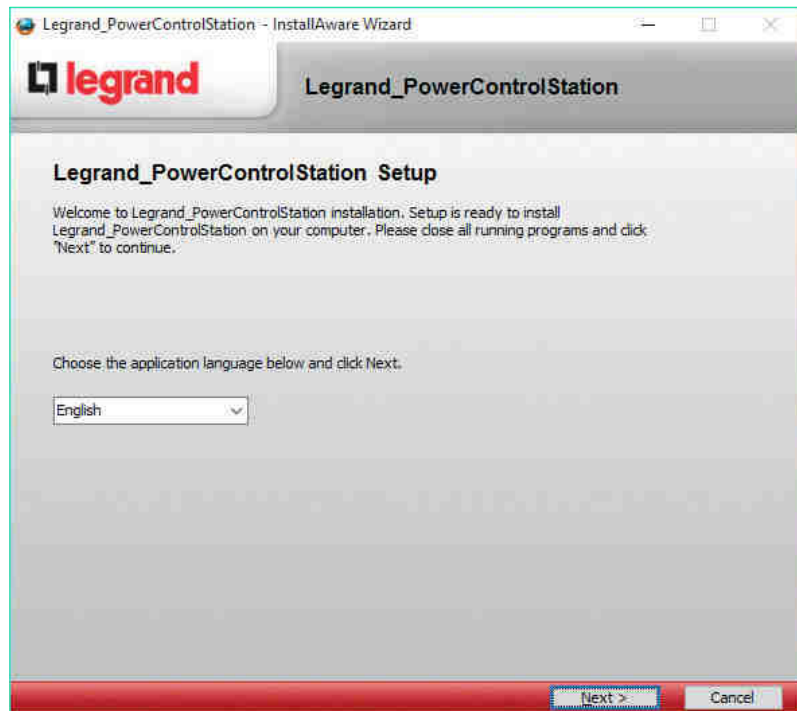 Legrand_PowerControlStation - InstallAware Wizard
legrand
Legrand_PowerControlStation
Legrand_PowerControlStation Setup
Welcome to Legrand_PowerControlStation installation. Setup is ready to install
Legrand_PowerControlStation on your computer. Please close all running programs and click
"Next" to continue.
Choose the application language below and click Next.
English
Next >
Cancel